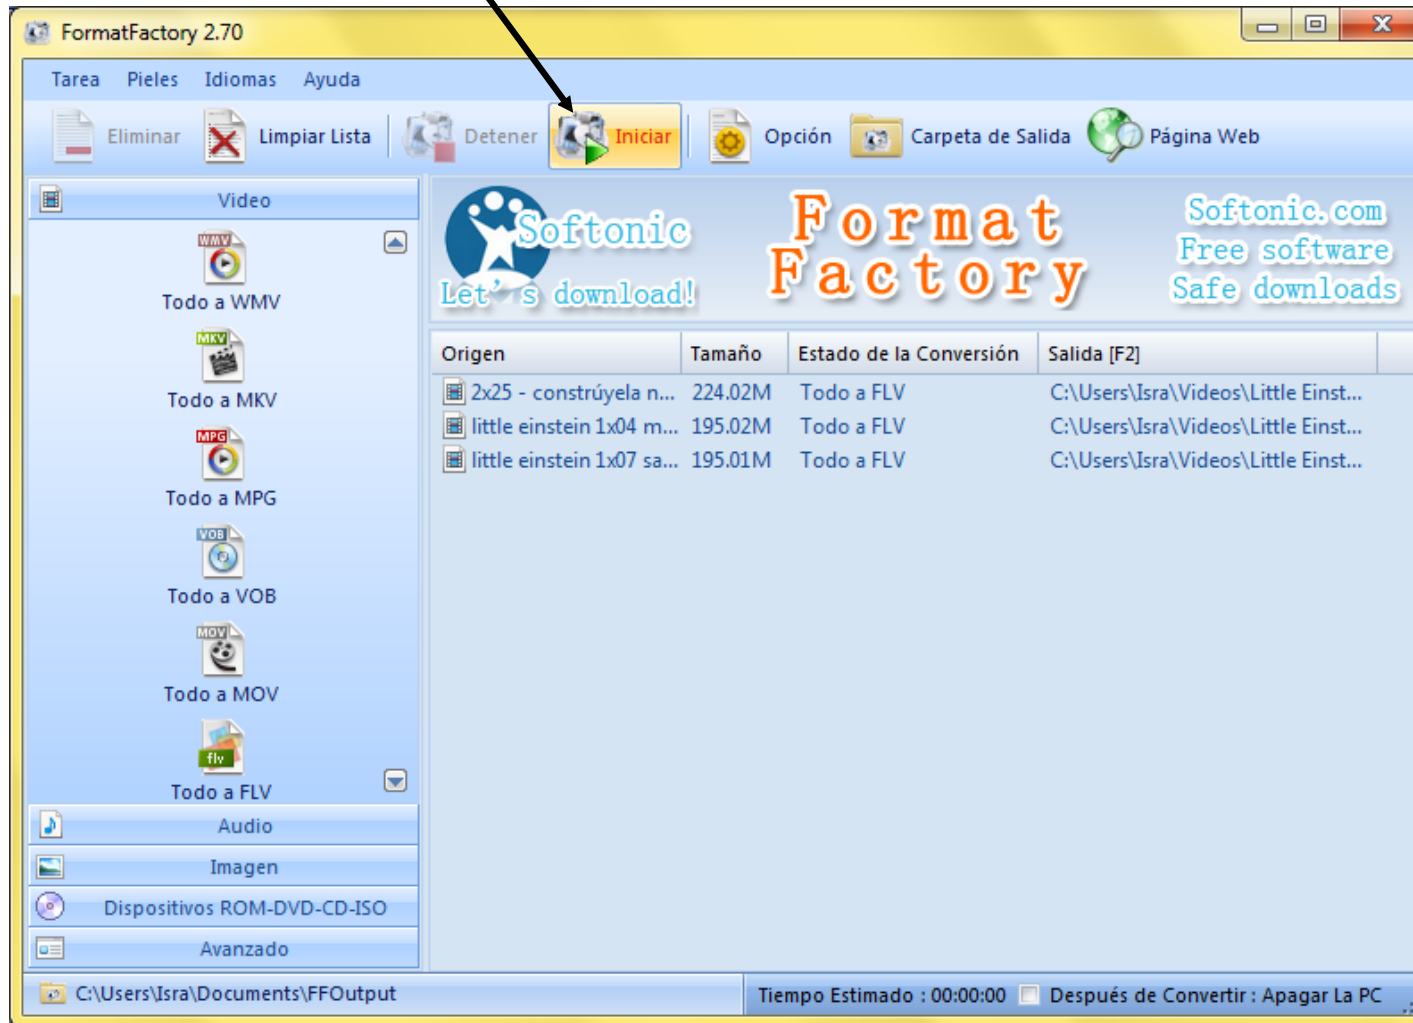 FormatFactory 2.70
Tarea Pieles Idiomas Ayuda
Eliminar Limpiar Lista Detener Iniciar Opción Carpeta de Salida Página Web
Video
WMV
Todo a WMV
MKV
Todo a MKV
MPG
Todo a MPG
VOB
Todo a VOB
MOV
Todo a MOV
flv
Todo a FLV
Audio
Imagen
Dispositivos ROM-DVD-CD-ISO
Avanzado
Softonic
Let's download!
Format
Factory
Softonic.com
Free software
Safe downloads
Origen Tamaño Estado de la Conversión Salida [F2]
2x25 - constrúyela n... 224.02M Todo a FLV C:\Users\Isra\Videos\Little Einst...
little einstein 1x04 m... 195.02M Todo a FLV C:\Users\Isra\Videos\Little Einst...
little einstein 1x07 sa... 195.01M Todo a FLV C:\Users\Isra\Videos\Little Einst...
C:\Users\Isra\Documents\FFOutput Tiempo Estimado : 00:00:00 Después de Convertir : Apagar La PC